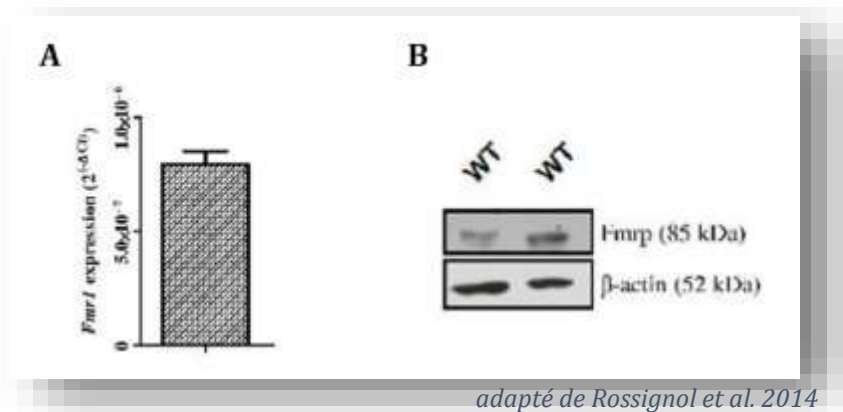 A
Fmr1 expression (2^(-ΔCt))
1.0x10⁻⁶
5.0x10⁻⁷
0
B
WT WT
Fmrp (85 kDa)
β-actin (52 kDa)
adapté de Rossignol et al. 2014